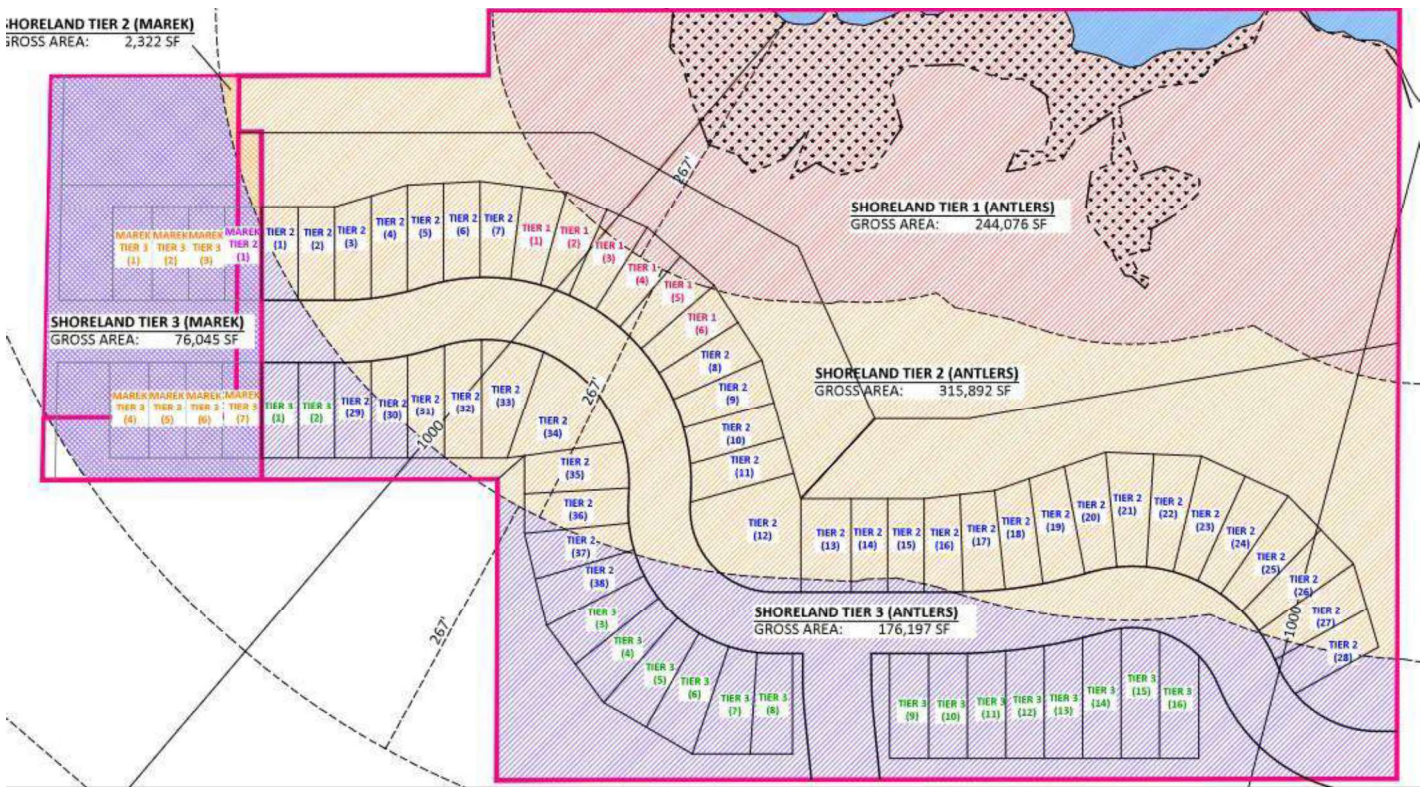 SHORELAND TIER 2 (MAREK)
GROSS AREA: 2,322 SF
SHORELAND TIER 1 (ANTLERS)
GROSS AREA: 244,076 SF
267'
MAREK
TIER 3
(1)
MAREK
TIER 3
(2)
MAREK
TIER 3
(3)
MAREK
TIER 2
(1)
TIER 2
(1)
TIER 2
(2)
TIER 2
(3)
TIER 2
(4)
TIER 2
(5)
TIER 2
(6)
TIER 2
(7)
TIER 1
(1)
TIER 1
(2)
TIER 1
(3)
TIER 1
(4)
TIER 1
(5)
TIER 1
(6)
TIER 2
(8)
TIER 2
(9)
TIER 2
(10)
TIER 2
(11)
TIER 2
(12)
SHORELAND TIER 3 (MAREK)
GROSS AREA: 76,045 SF
SHORELAND TIER 2 (ANTLERS)
GROSS AREA: 315,892 SF
MAREK
TIER 3
(4)
MAREK
TIER 3
(5)
MAREK
TIER 3
(6)
MAREK
TIER 3
(7)
TIER 3
(1)
TIER 3
(2)
TIER 2
(29)
TIER 2
(30)
TIER 2
(31)
TIER 2
(32)
TIER 2
(33)
TIER 2
(34)
TIER 2
(35)
TIER 2
(36)
TIER 2
(37)
TIER 2
(38)
267'
1000
TIER 2
(13)
TIER 2
(14)
TIER 2
(15)
TIER 2
(16)
TIER 2
(17)
TIER 2
(18)
TIER 2
(19)
TIER 2
(20)
TIER 2
(21)
TIER 2
(22)
TIER 2
(23)
TIER 2
(24)
TIER 2
(25)
TIER 2
(26)
TIER 2
(27)
TIER 2
(28)
1000
SHORELAND TIER 3 (ANTLERS)
GROSS AREA: 176,197 SF
267'
TIER 3
(3)
TIER 3
(4)
TIER 3
(5)
TIER 3
(6)
TIER 3
(7)
TIER 3
(8)
TIER 3
(9)
TIER 3
(10)
TIER 3
(11)
TIER 3
(12)
TIER 3
(13)
TIER 3
(14)
TIER 3
(15)
TIER 3
(16)